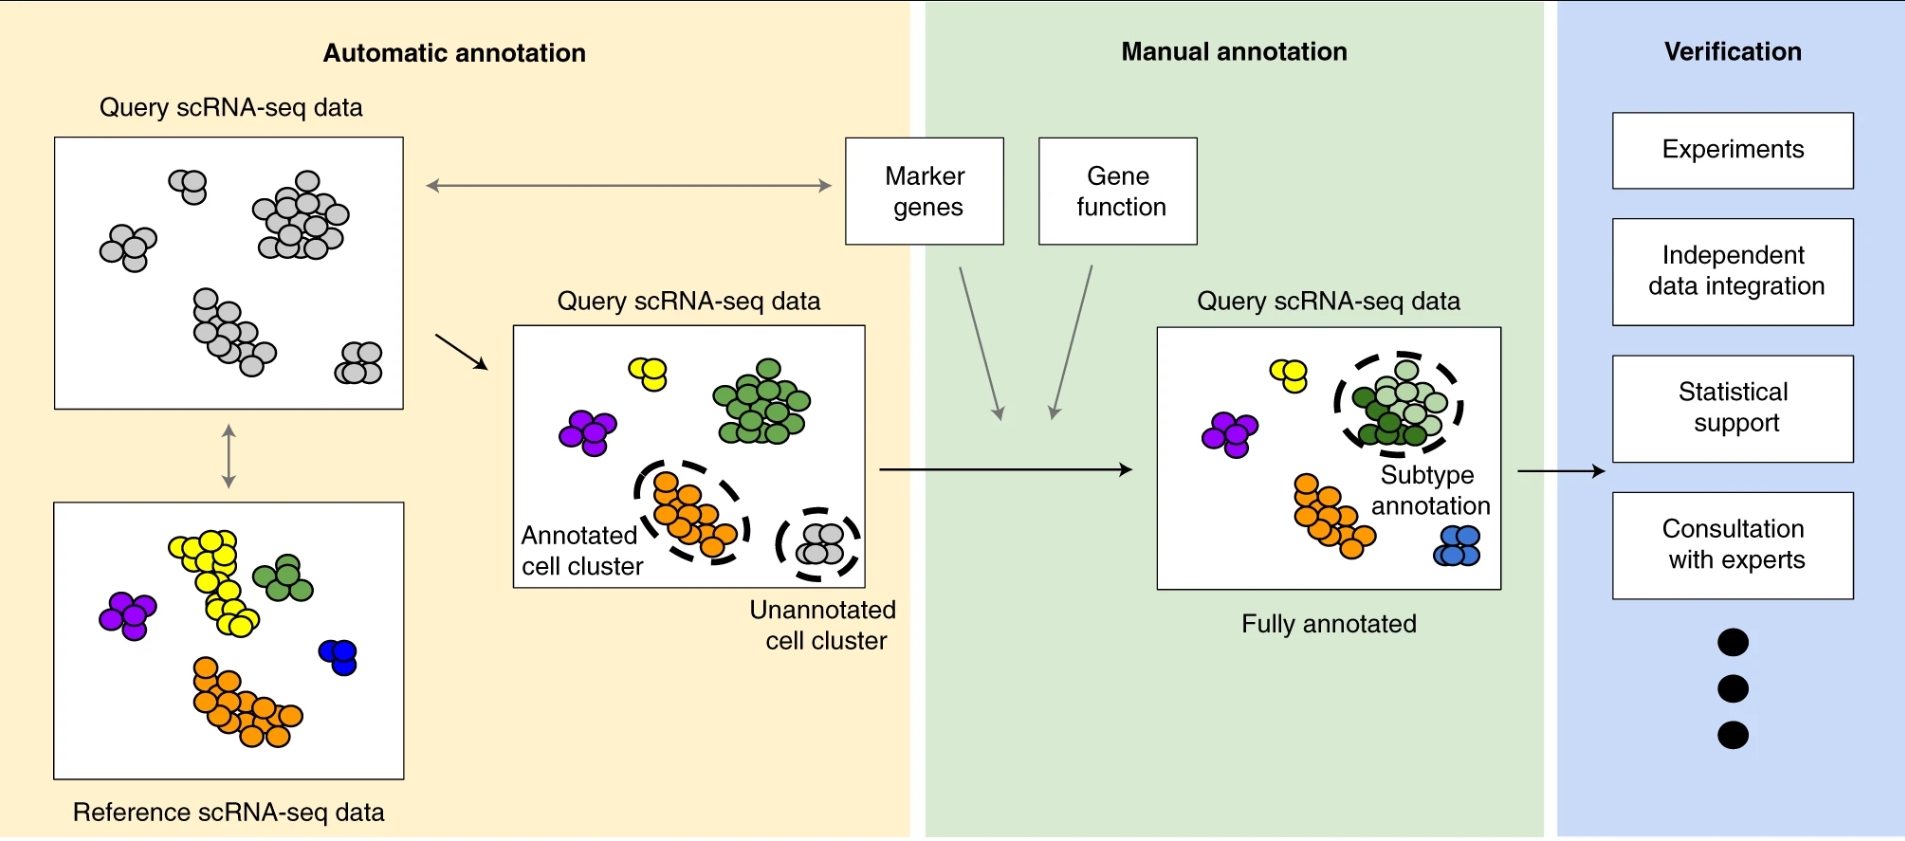 Automatic annotation
Query scRNA-seq data
Reference scRNA-seq data
Marker
genes
Query scRNA-seq data
Annotated
cell cluster
Unannotated
cell cluster
Manual annotation
Gene
function
Query scRNA-seq data
Subtype
annotation
Fully annotated
Verification
Experiments
Independent
data integration
Statistical
support
Consultation
with experts